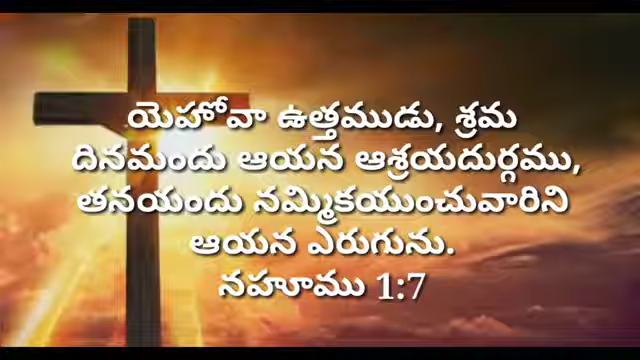 యెహోవా ఉత్తముడు, శ్రమ
దినమందు ఆయన ఆశ్రయదుర్గము,
తనయందు నమ్మికయుంచువారిని
ఆయన ఎరుగును.
నహూము 1:7